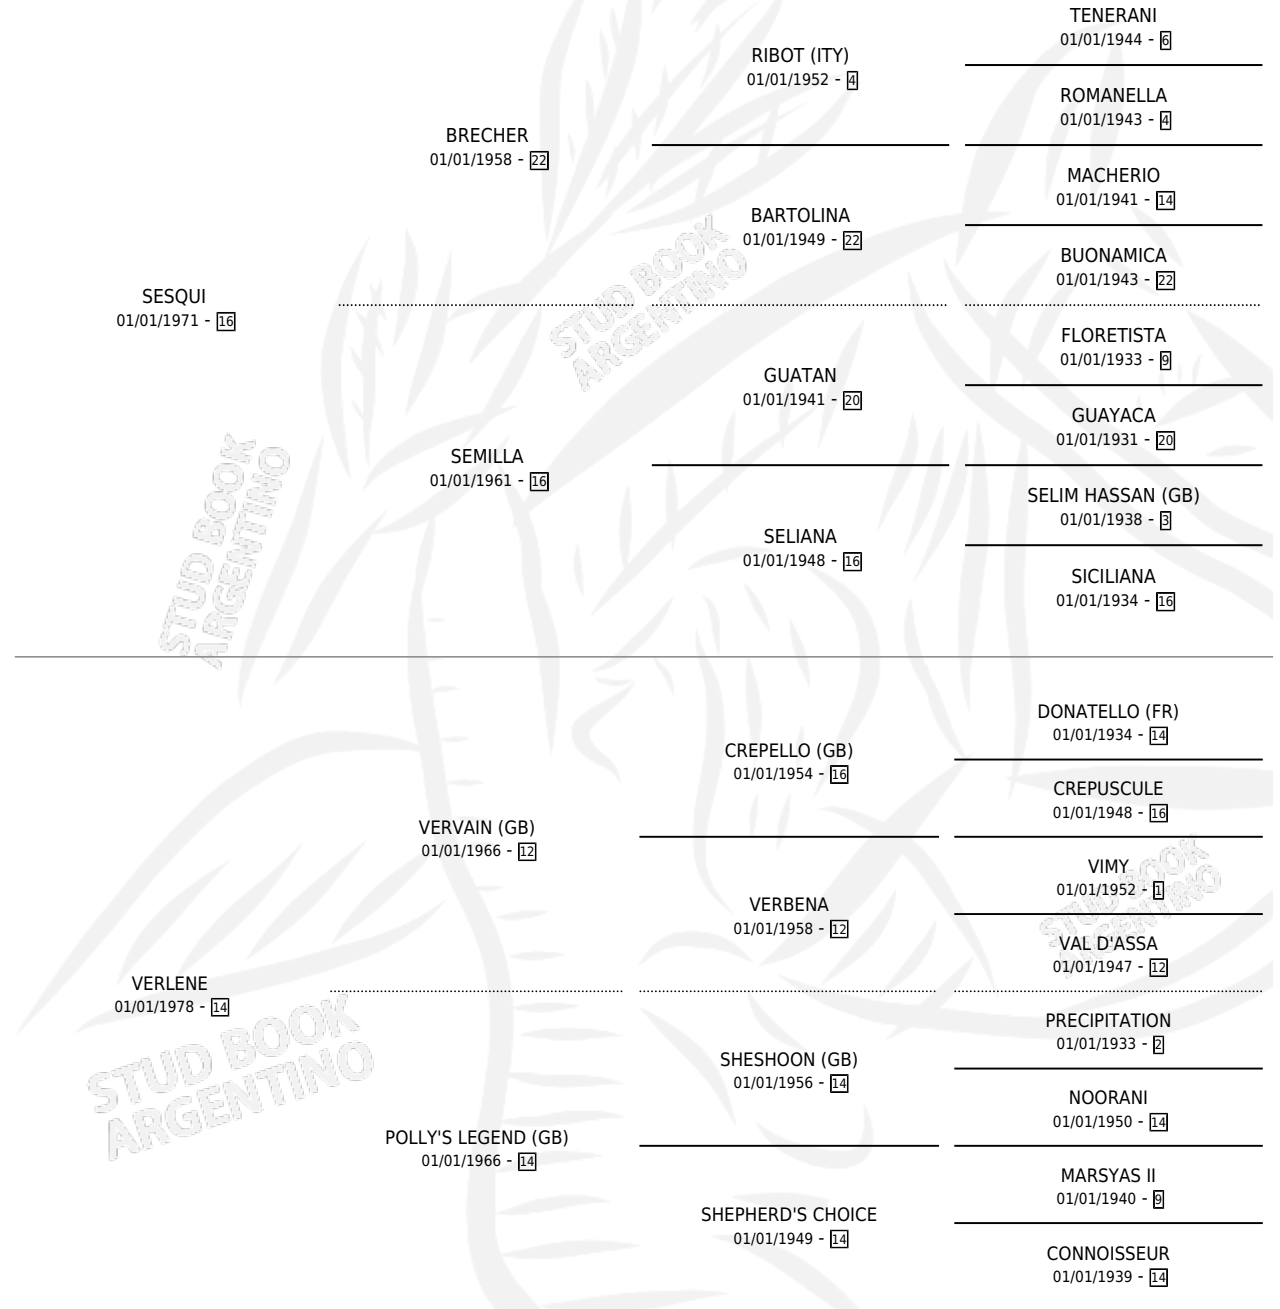 TENERANI
01/01/1944 - 6
RIBOT (ITY)
01/01/1952 - 4
ROMANELLA
01/01/1943 - 4
BRECHER
01/01/1958 - 22
MACHERIO
01/01/1941 - 14
BARTOLINA
01/01/1949 - 22
BUONAMICA
01/01/1943 - 22
STUD BOOK
ARGENTINO
SESQUI
01/01/1971 - 16
FLORETISTA
01/01/1933 - 9
GUATAN
01/01/1941 - 20
GUAYACA
01/01/1931 - 20
SEMILLA
01/01/1961 - 16
SELIM HASSAN (GB)
01/01/1938 - 3
SELIANA
01/01/1948 - 16
SICILIANA
01/01/1934 - 16
STUD BOOK
ARGENTINO
DONATELLO (FR)
01/01/1934 - 14
CREPELLO (GB)
01/01/1954 - 16
CREPUSCULE
01/01/1948 - 16
VERVAIN (GB)
01/01/1966 - 12
VIMY
01/01/1952 - 1
VERBENA
01/01/1958 - 12
STUD BOOK
ARGENTINO
VAL D'ASSA
01/01/1947 - 12
VERLENE
01/01/1978 - 14
PRECIPITATION
01/01/1933 - 2
SHESHOON (GB)
01/01/1956 - 14
NOORANI
01/01/1950 - 14
STUD BOOK
ARGENTINO
POLLY'S LEGEND (GB)
01/01/1966 - 14
MARSYAS II
01/01/1940 - 9
SHEPHERD'S CHOICE
01/01/1949 - 14
CONNOISSEUR
01/01/1939 - 14